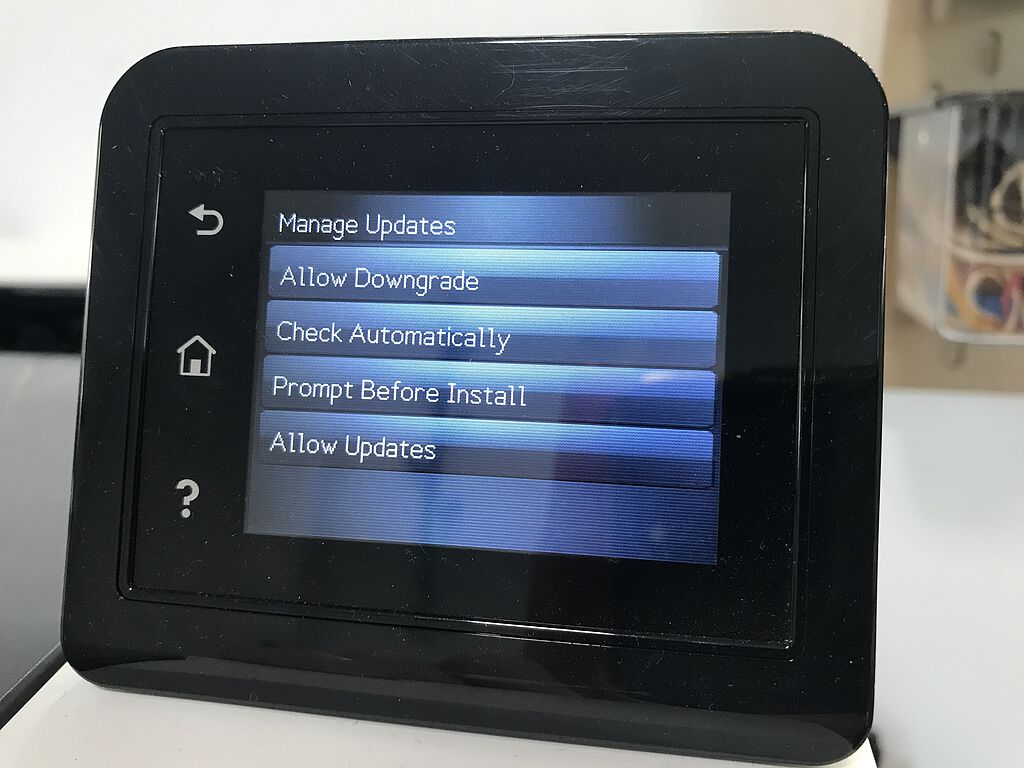 Manage Updates
Allow Downgrade
Check Automatically
Prompt Before Install
Allow Updates
?